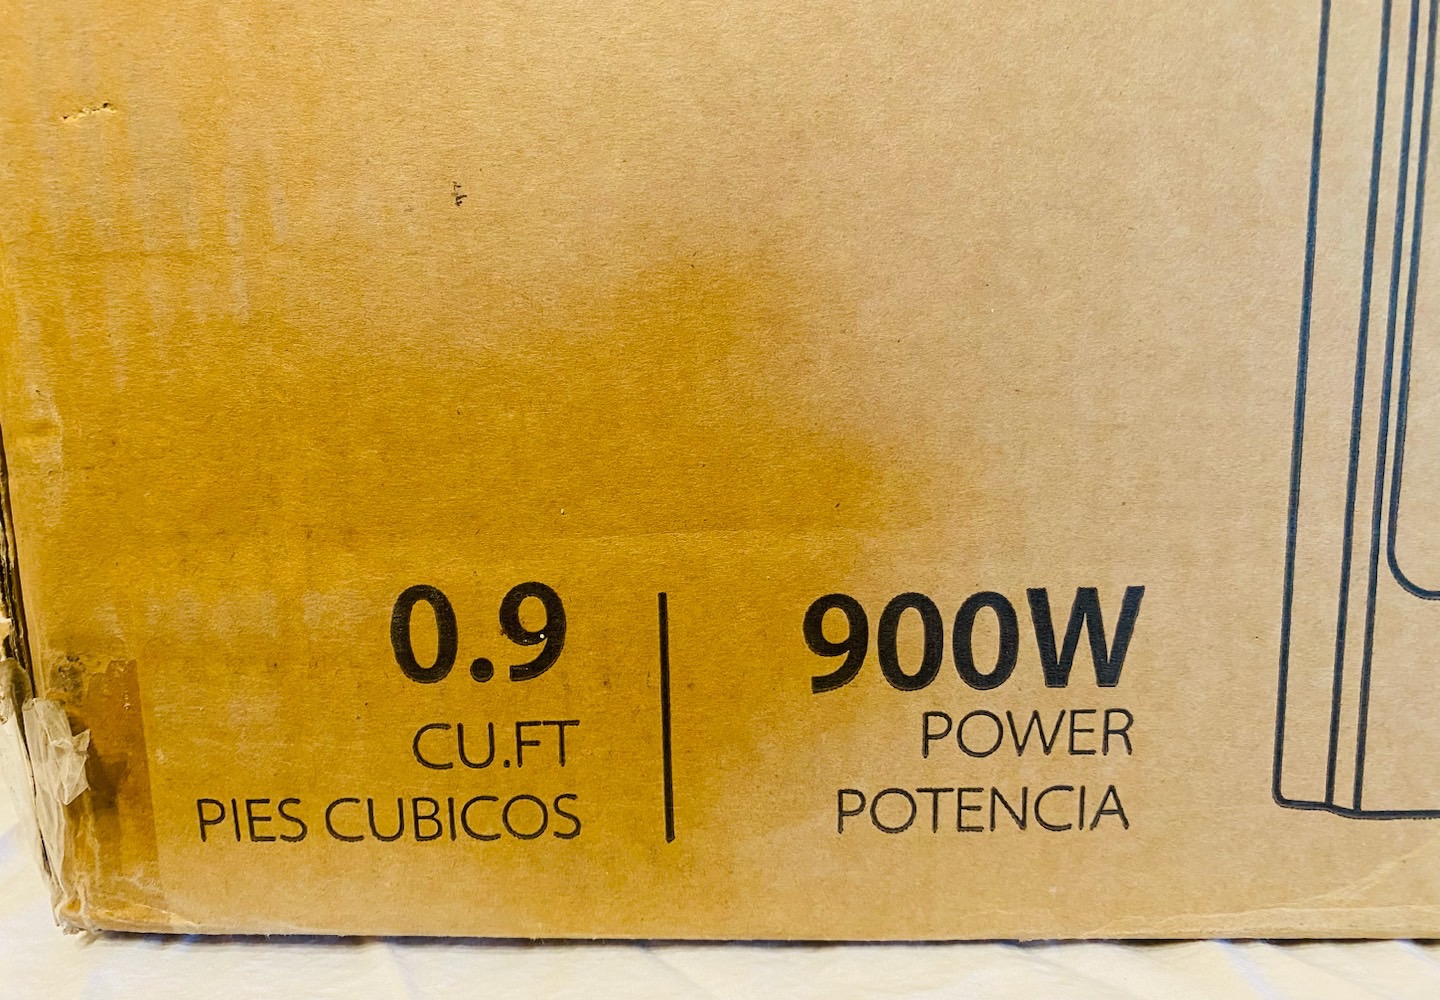 0.9
CU.FT
PIES CUBICOS
900W
POWER
POTENCIA